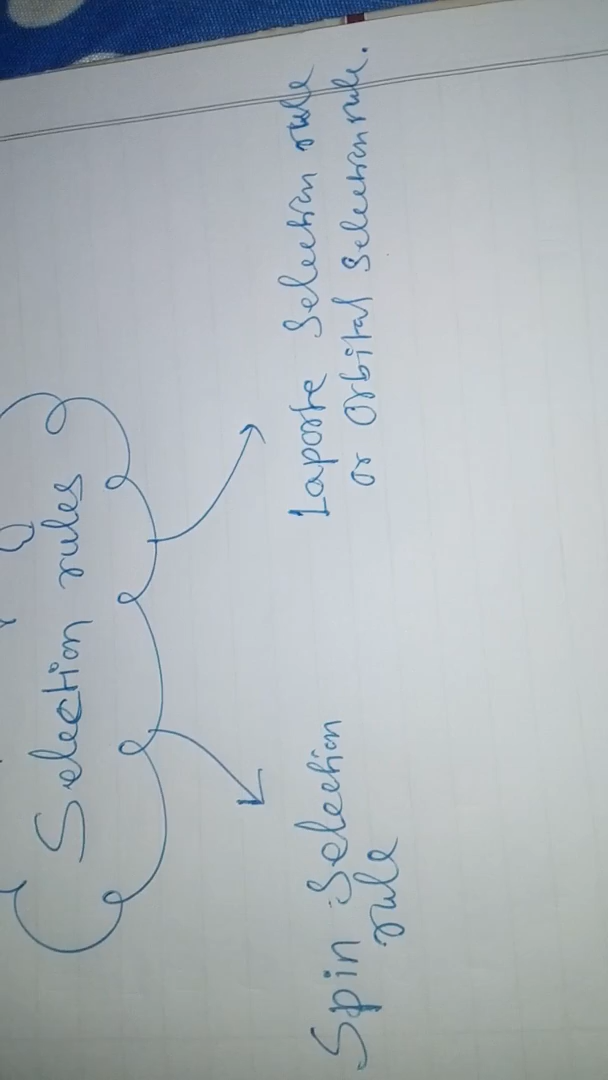 Selection rules
Spin Selection
rule
Laporte Selection rule
or Orbital Selection rule.